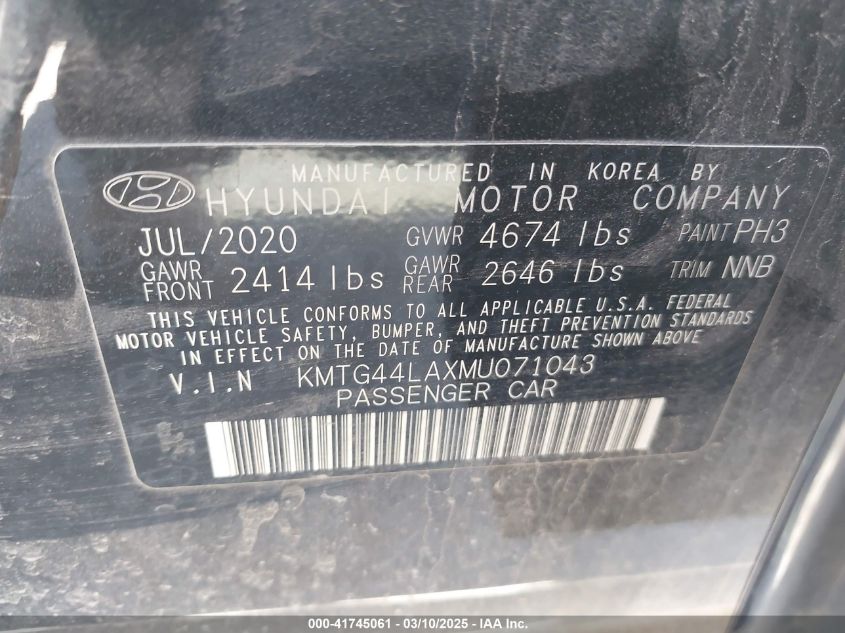 MANUFACTURED IN KOREA BY
HYUNDAI MOTOR COMPANY
JUL/2020 GVWR 4674 lbs PAINT PH3
GAWR FRONT 2414 lbs GAWR REAR 2646 lbs TRIM NNB
THIS VEHICLE CONFORMS TO ALL APPLICABLE U.S.A. FEDERAL
MOTOR VEHICLE SAFETY, BUMPER, AND THEFT PREVENTION STANDARDS
IN EFFECT ON THE DATE OF MANUFACTURE SHOWN ABOVE
V.I.N KMTG44LAXMU071043
PASSENGER CAR
000-41745061 - 03/10/2025 - IAA Inc.